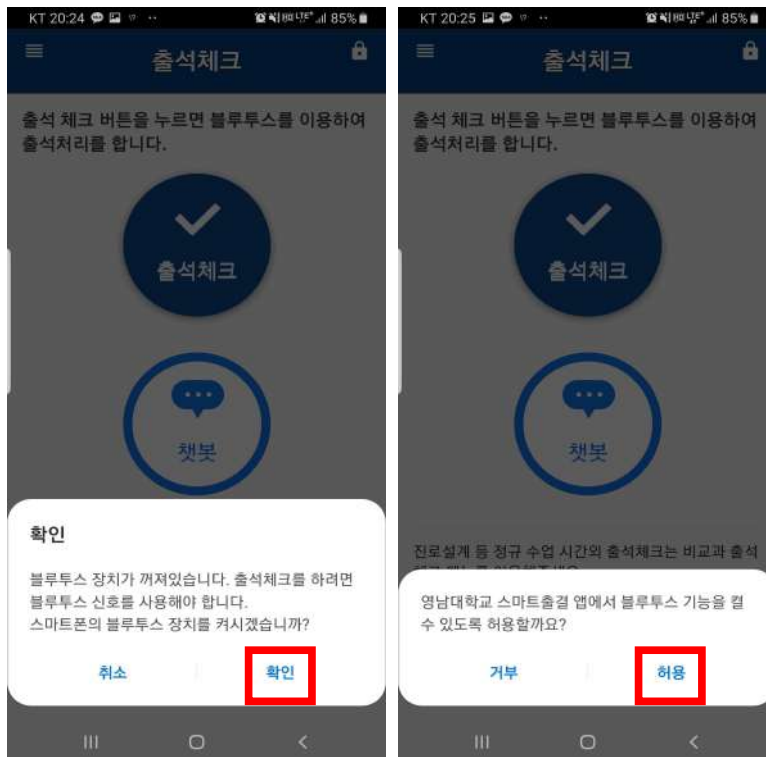 KT 20:24
85%
출석체크
출석 체크 버튼을 누르면 블루투스를 이용하여
출석처리를 합니다.
출석체크
챗봇
확인
블루투스 장치가 꺼져있습니다. 출석체크를 하려면
블루투스 신호를 사용해야 합니다.
스마트폰의 블루투스 장치를 켜시겠습니까?
취소
확인
KT 20:25
85%
출석체크
출석 체크 버튼을 누르면 블루투스를 이용하여
출석처리를 합니다.
출석체크
챗봇
진로설계 등 정규 수업 시간외 출석체크는 비교과 출석
영남대학교 스마트출결 앱에서 블루투스 기능을 켤
수 있도록 허용할까요?
거부
허용